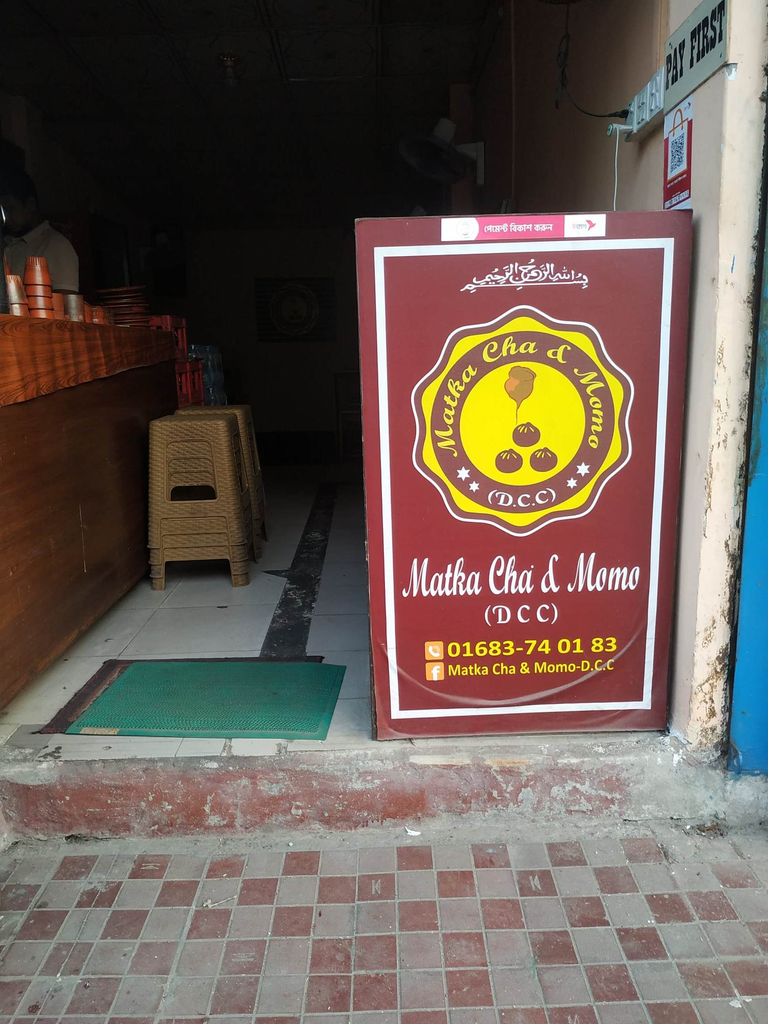 PAY FIRST
পেমেন্ট বিকাশ করুন
بسم الله الرحمن الرحيم
Matka Cha & Momo
(D.C.C)
Matka Cha & Momo
(D C C)
01683-74 01 83
Matka Cha & Momo-D.C.C